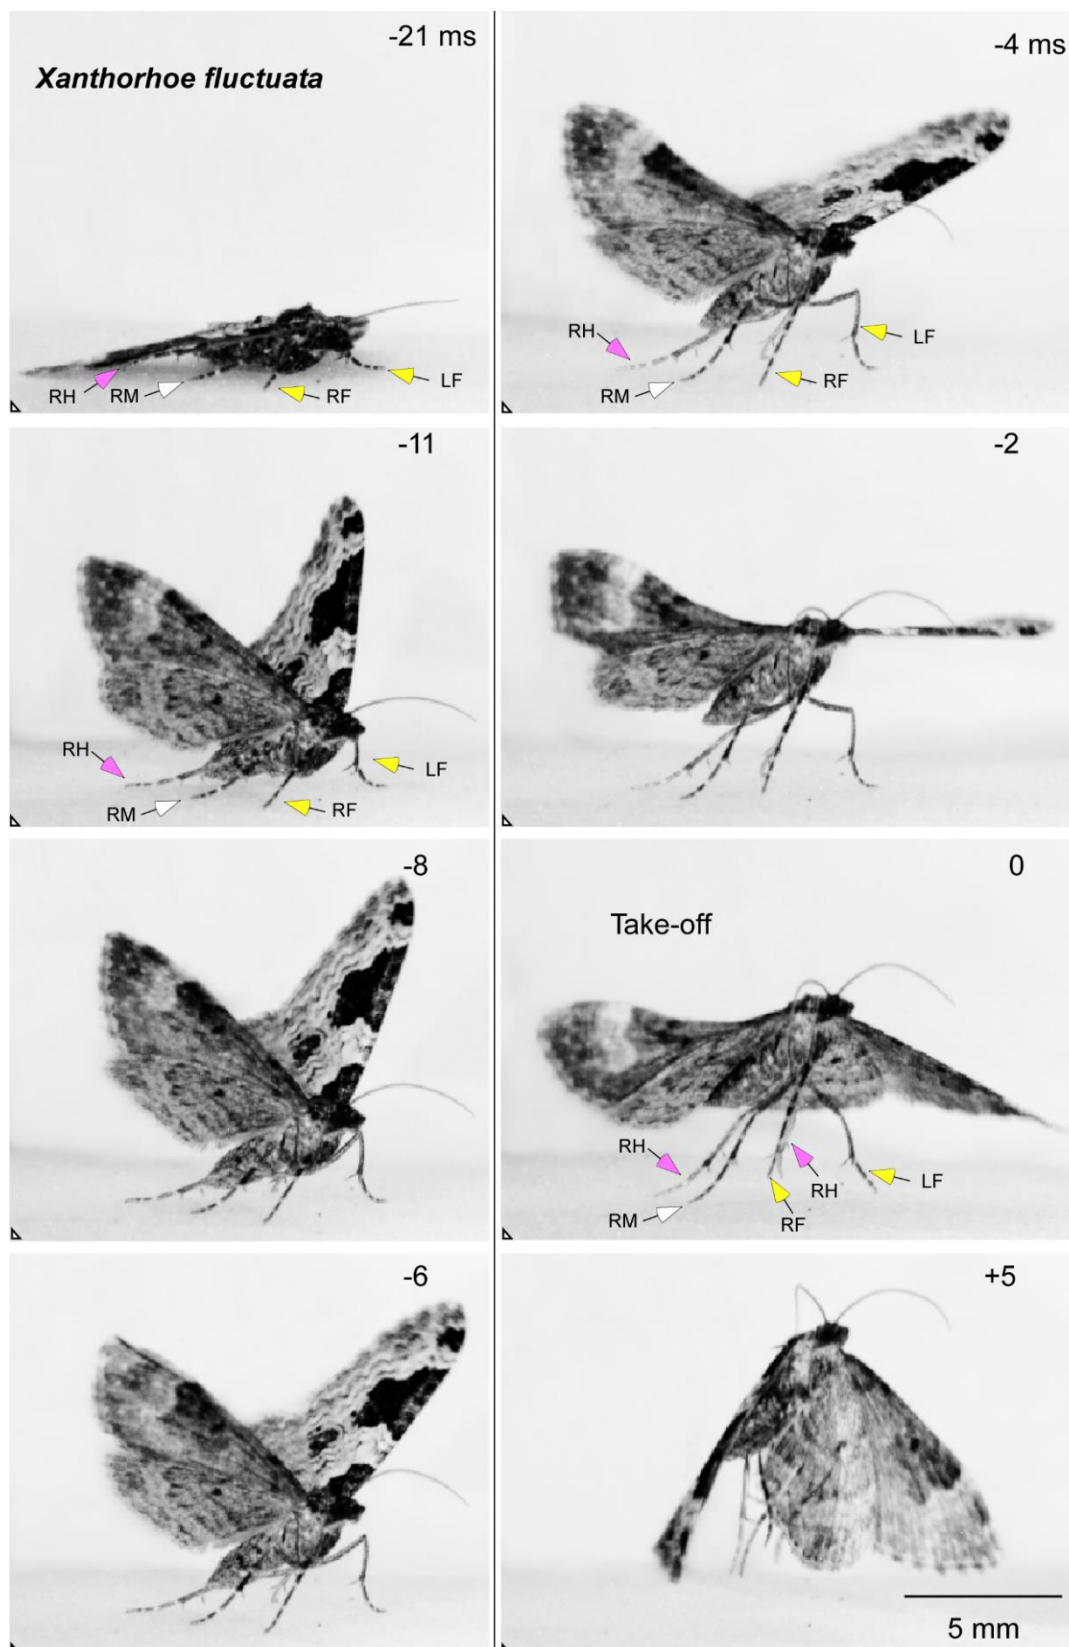 -21 ms
Xanthorhoe fluctuata
RH
RM
RF
LF
-11
RH
RM
RF
LF
-8
-6
-4 ms
RH
RM
RF
LF
-2
0
Take-off
RH
RM
RF
RH
LF
+5
5 mm